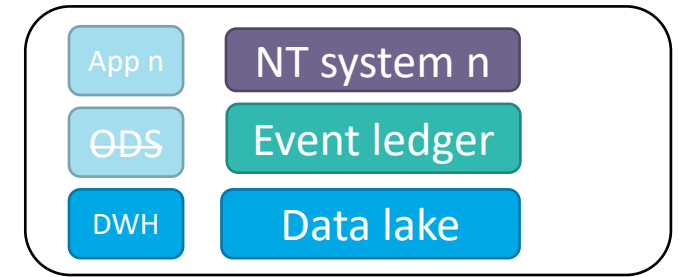 App n
NT system n
ODS
Event ledger
DWH
Data lake